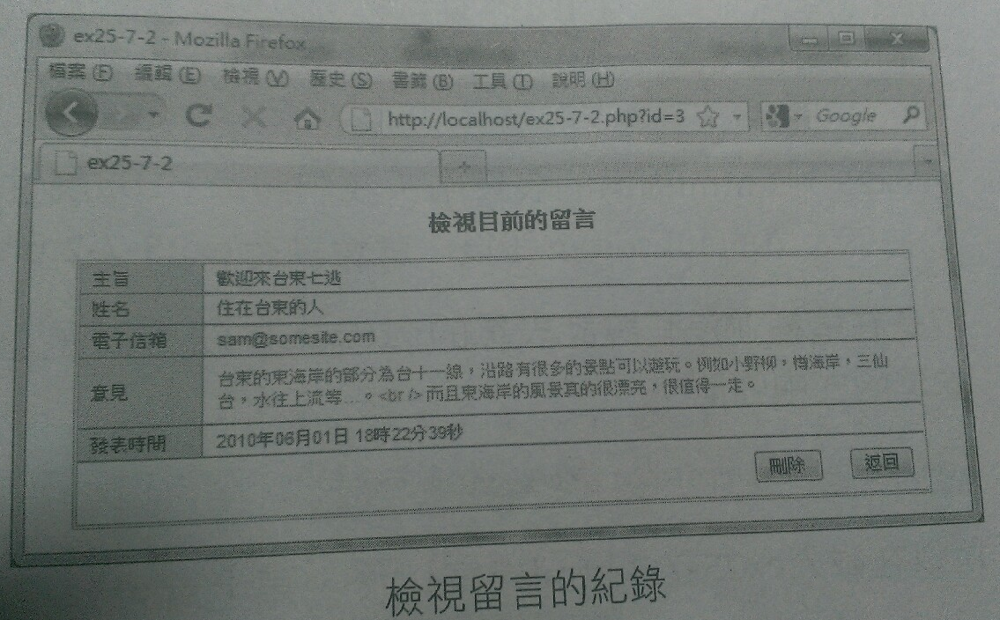 ex25-7-2 - Mozilla Firefox
檔案(F) 編輯(E) 檢視(V) 歷史(S) 書籤(B) 工具(T) 說明(H)
http://localhost/ex25-7-2.php?id=3 Google
ex25-7-2
檢視目前的留言
主旨 歡迎來台東七逃
姓名 住在台東的人
電子信箱 sam@somesite.com
意見 台東的東海岸的部分為台十一線，沿路有很多的景點可以遊玩。例如小野柳，海岸，三仙
台，水往上流等...。<br />而且東海岸的風景真的很漂亮，很值得一走。
發表時間 2010年06月01日 18時22分39秒
刪除 返回
檢視留言的紀錄